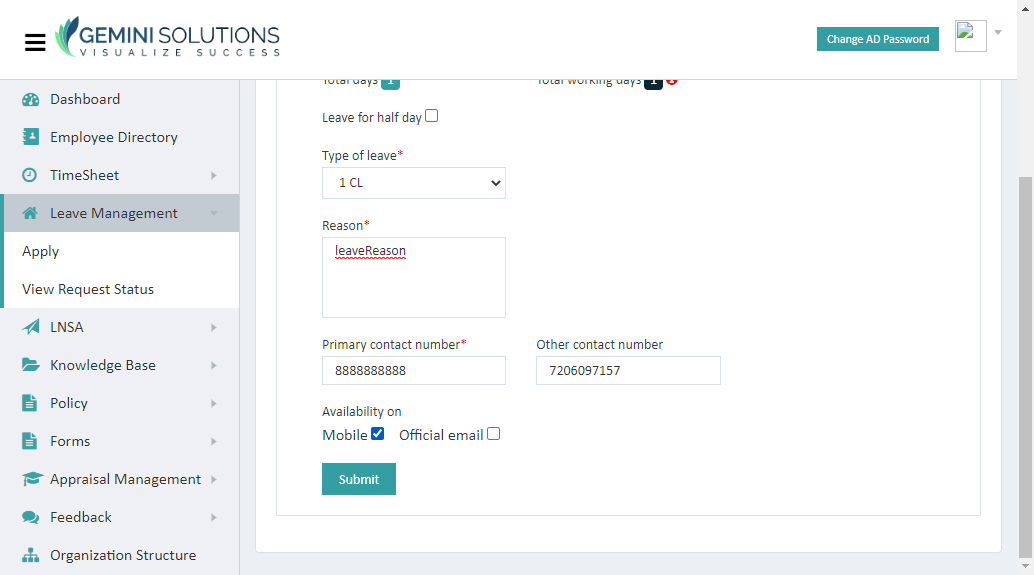 GEMINI SOLUTIONS
VISUALIZE SUCCESS
Change AD Password
Dashboard
Employee Directory
TimeSheet
Leave Management
Apply
View Request Status
LNSA
Knowledge Base
Policy
Forms
Appraisal Management
Feedback
Organization Structure
Total days 1
Total working days 1
Leave for half day
Type of leave*
1 CL
Reason*
leaveReason
Primary contact number*
Other contact number
8888888888
7206097157
Availability on
Mobile
Official email
Submit